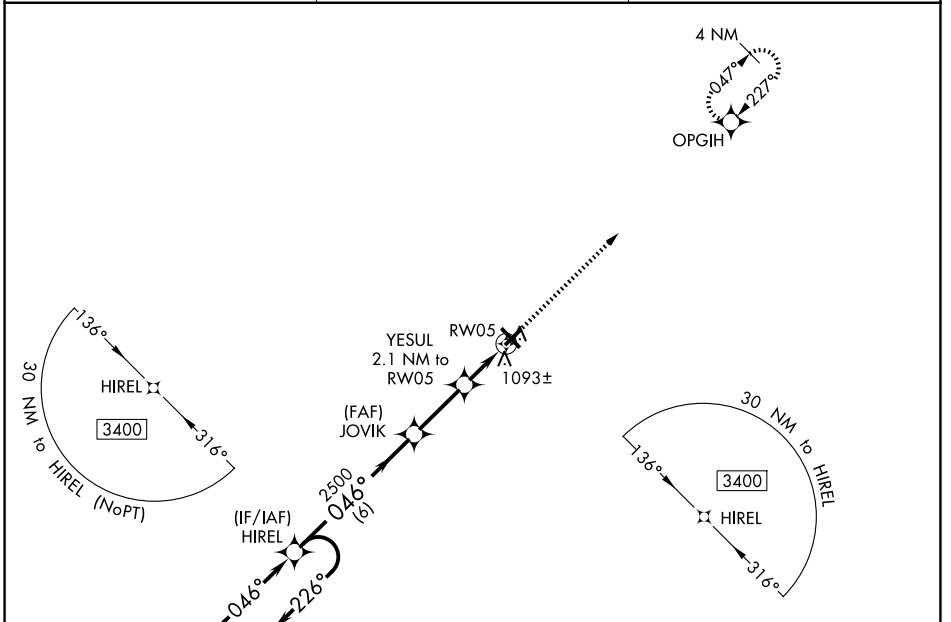 4 NM
047°
227°
OPGIH
RW05
YESUL
2.1 NM to
RW05
1093±
(FAF)
JOVIK
2500
046°
(6)
(IF/IAF)
HIREL
046°
226°
136°
HIREL
3400
316°
30 NM to HIREL (NoPT)
30 NM to HIREL
136°
3400
HIREL
316°